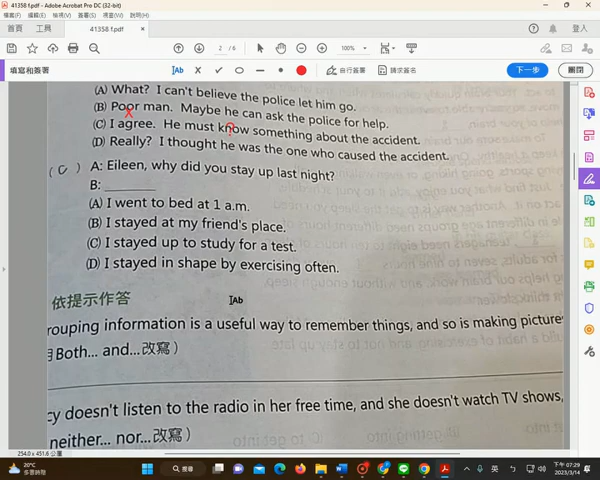 41358 f.pdf - Adobe Acrobat Pro DC (32-bit)
檔案(F) 編輯(E) 檢視(V) 簽署(S) 視窗(W) 說明(H)
首頁 工具 41358 f.pdf × 登入
2 / 6 100%
填寫和簽署 Ab 自行簽署 請求簽名 下一步 關閉
(A) What? I can't believe the police let him go.
(B) Poor man. Maybe he can ask the police for help.
(C) I agree. He must know something about the accident.
(D) Really? I thought he was the one who caused the accident.
( C ) A: Eileen, why did you stay up last night?
B: ________
(A) I went to bed at 1 a.m.
(B) I stayed at my friend's place.
(C) I stayed up to study for a test.
(D) I stayed in shape by exercising often.
依提示作答
rouping information is a useful way to remember things, and so is making picture
Both... and...改寫)
cy doesn't listen to the radio in her free time, and she doesn't watch TV shows,
neither... nor...改寫)
254.0 x 451.6 公釐
20°C
多雲時晴
搜尋
英
下午 07:29
2023/3/14